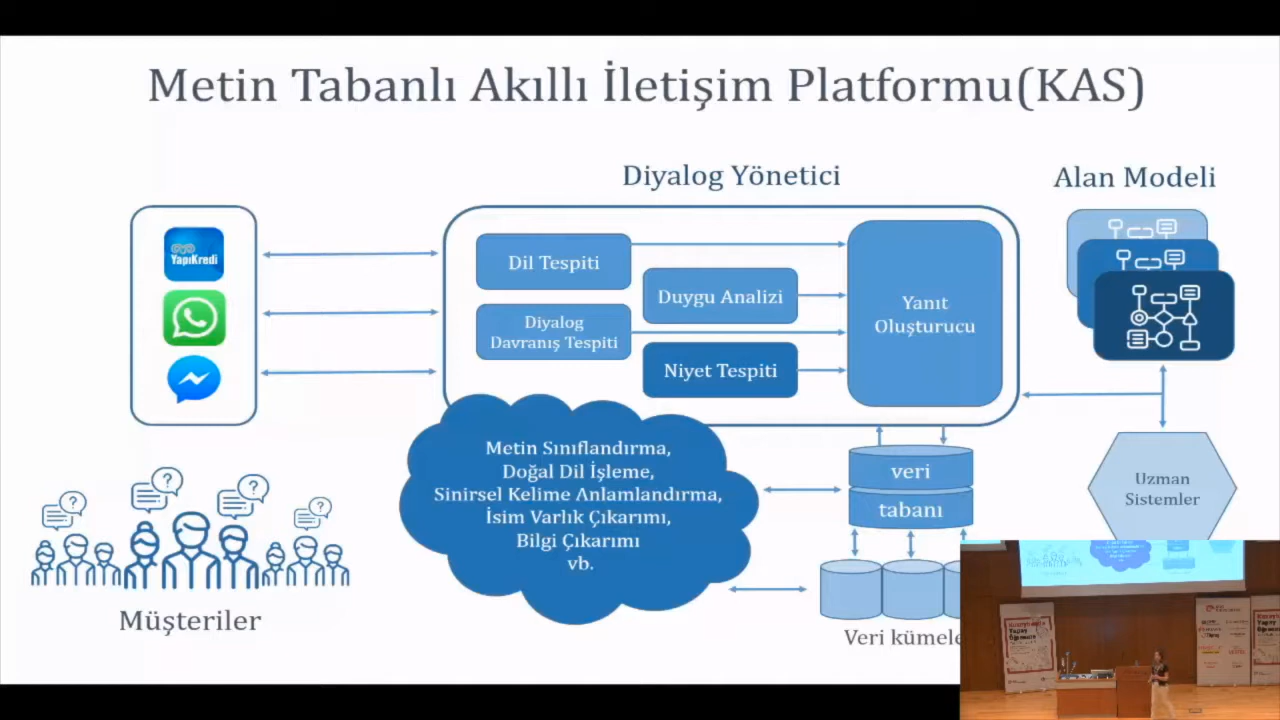 Metin Tabanlı Akıllı İletişim Platformu(KAS)
Diyalog Yönetici
Alan Modeli
YapıKredi
Dil Tespiti
Duygu Analizi
Diyalog
Davranış Tespiti
Niyet Tespiti
Yanıt
Oluşturucu
Metin Sınıflandırma,
Doğal Dil İşleme,
Sinirsel Kelime Anlamlandırma,
İsim Varlık Çıkarımı,
Bilgi Çıkarımı
vb.
veri
tabanı
Uzman
Sistemler
Müşteriler
Veri kümele